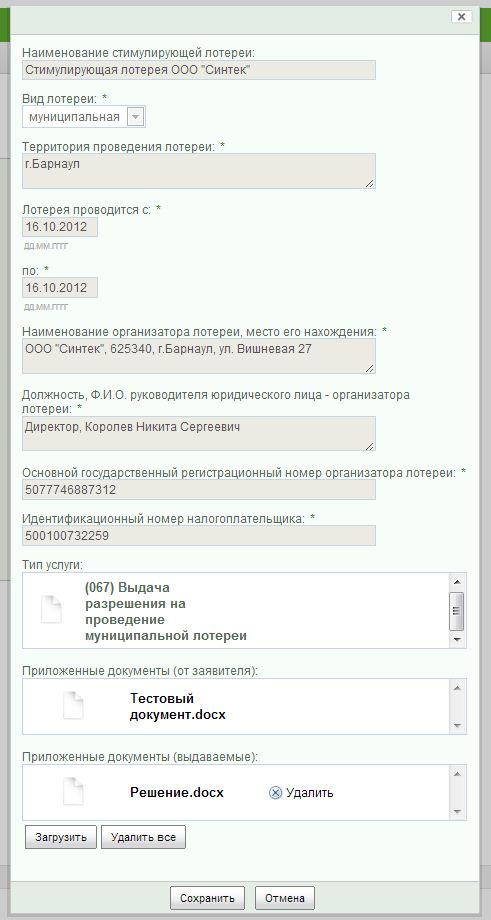 Наименование стимулирующей лотереи:
Стимулирующая лотерея ООО "Синтек"
Вид лотереи: *
муниципальная
Территория проведения лотереи: *
г.Барнаул
Лотерея проводится с: *
16.10.2012
ДД.ММ.ГГГГ
по: *
16.10.2012
ДД.ММ.ГГГГ
Наименование организатора лотереи, место его нахождения: *
ООО "Синтек", 625340, г.Барнаул, ул. Вишневая 27
Должность, Ф.И.О. руководителя юридического лица - организатора
лотереи: *
Директор, Королев Никита Сергеевич
Основной государственный регистрационный номер организатора лотереи: *
5077746887312
Идентификационный номер налогоплательщика: *
500100732259
Тип услуги:
(067) Выдача
разрешения на
проведение
муниципальной лотереи
Приложенные документы (от заявителя):
Тестовый
документ.docx
Приложенные документы (выдаваемые):
Решение.docx Удалить
Загрузить Удалить все
Сохранить Отмена